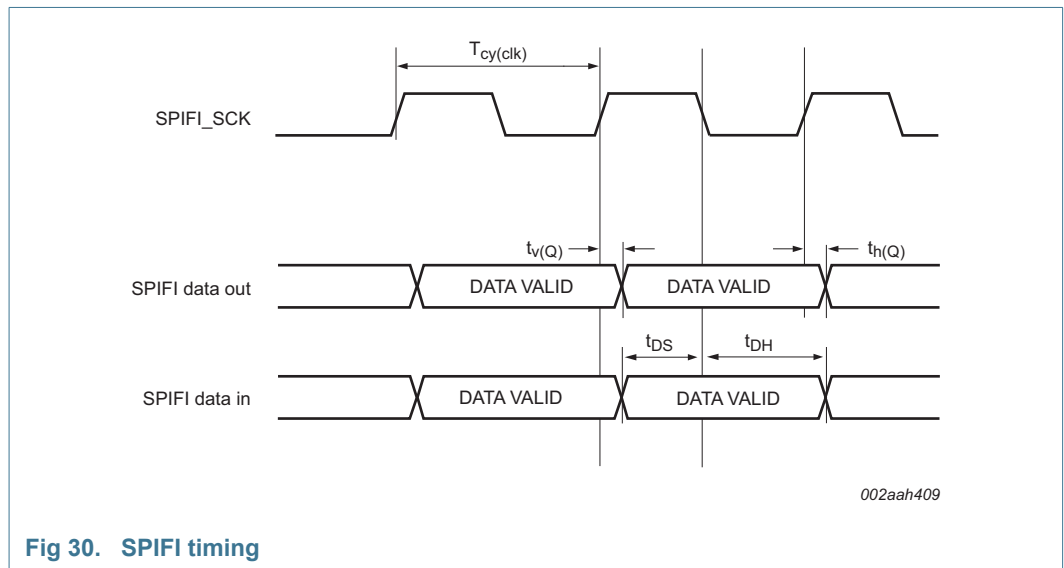 Tcy(clk)
SPIFI_SCK
tv(Q)
th(Q)
SPIFI data out
DATA VALID
DATA VALID
tDS
tDH
SPIFI data in
DATA VALID
DATA VALID
002aah409
Fig 30. SPIFI timing